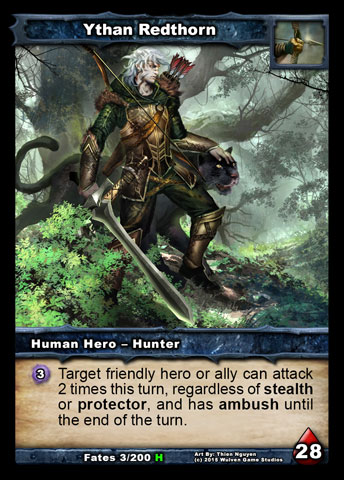 Ythan Redthorn
Human Hero – Hunter
3 Target friendly hero or ally can attack
2 times this turn, regardless of stealth
or protector, and has ambush until
the end of the turn.
Fates 3/200 H
Art By: Thien Nguyen
(c) 2015 Wulven Game Studios
28